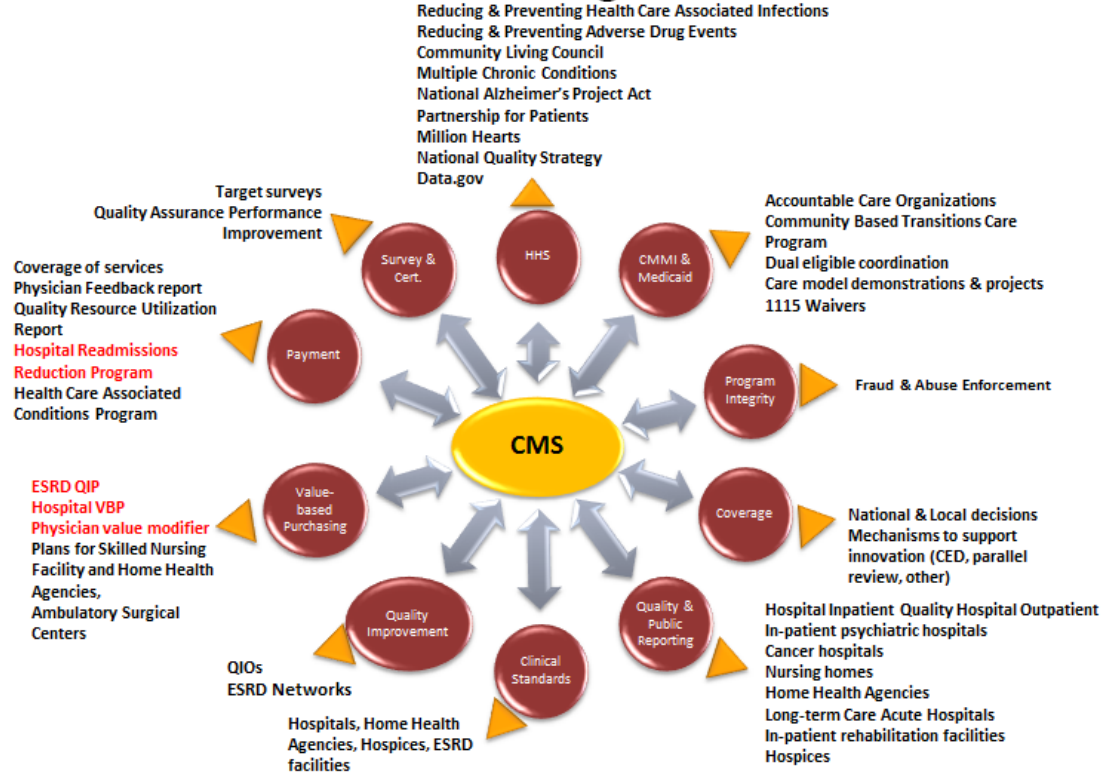 Reducing & Preventing Health Care Associated Infections
Reducing & Preventing Adverse Drug Events
Community Living Council
Multiple Chronic Conditions
National Alzheimer's Project Act
Partnership for Patients
Million Hearts
National Quality Strategy
Data.gov
Target surveys
Quality Assurance Performance
Improvement
Survey &
Cert.
HHS
CMMI &
Medicaid
Accountable Care Organizations
Community Based Transitions Care
Program
Dual eligible coordination
Care model demonstrations & projects
1115 Waivers
Coverage of services
Physician Feedback report
Quality Resource Utilization
Report
Hospital Readmissions
Reduction Program
Health Care Associated
Conditions Program
Payment
Program
Integrity
Fraud & Abuse Enforcement
CMS
ESRD QIP
Hospital VBP
Physician value modifier
Plans for Skilled Nursing
Facility and Home Health
Agencies,
Ambulatory Surgical
Centers
Value-
based
Purchasing
Coverage
National & Local decisions
Mechanisms to support
innovation (CED, parallel
review, other)
Quality
Improvement
QIOs
ESRD Networks
Clinical
Standards
Hospitals, Home Health
Agencies, Hospices, ESRD
facilities
Quality &
Public
Reporting
Hospital Inpatient Quality Hospital Outpatient
In-patient psychiatric hospitals
Cancer hospitals
Nursing homes
Home Health Agencies
Long-term Care Acute Hospitals
In-patient rehabilitation facilities
Hospices